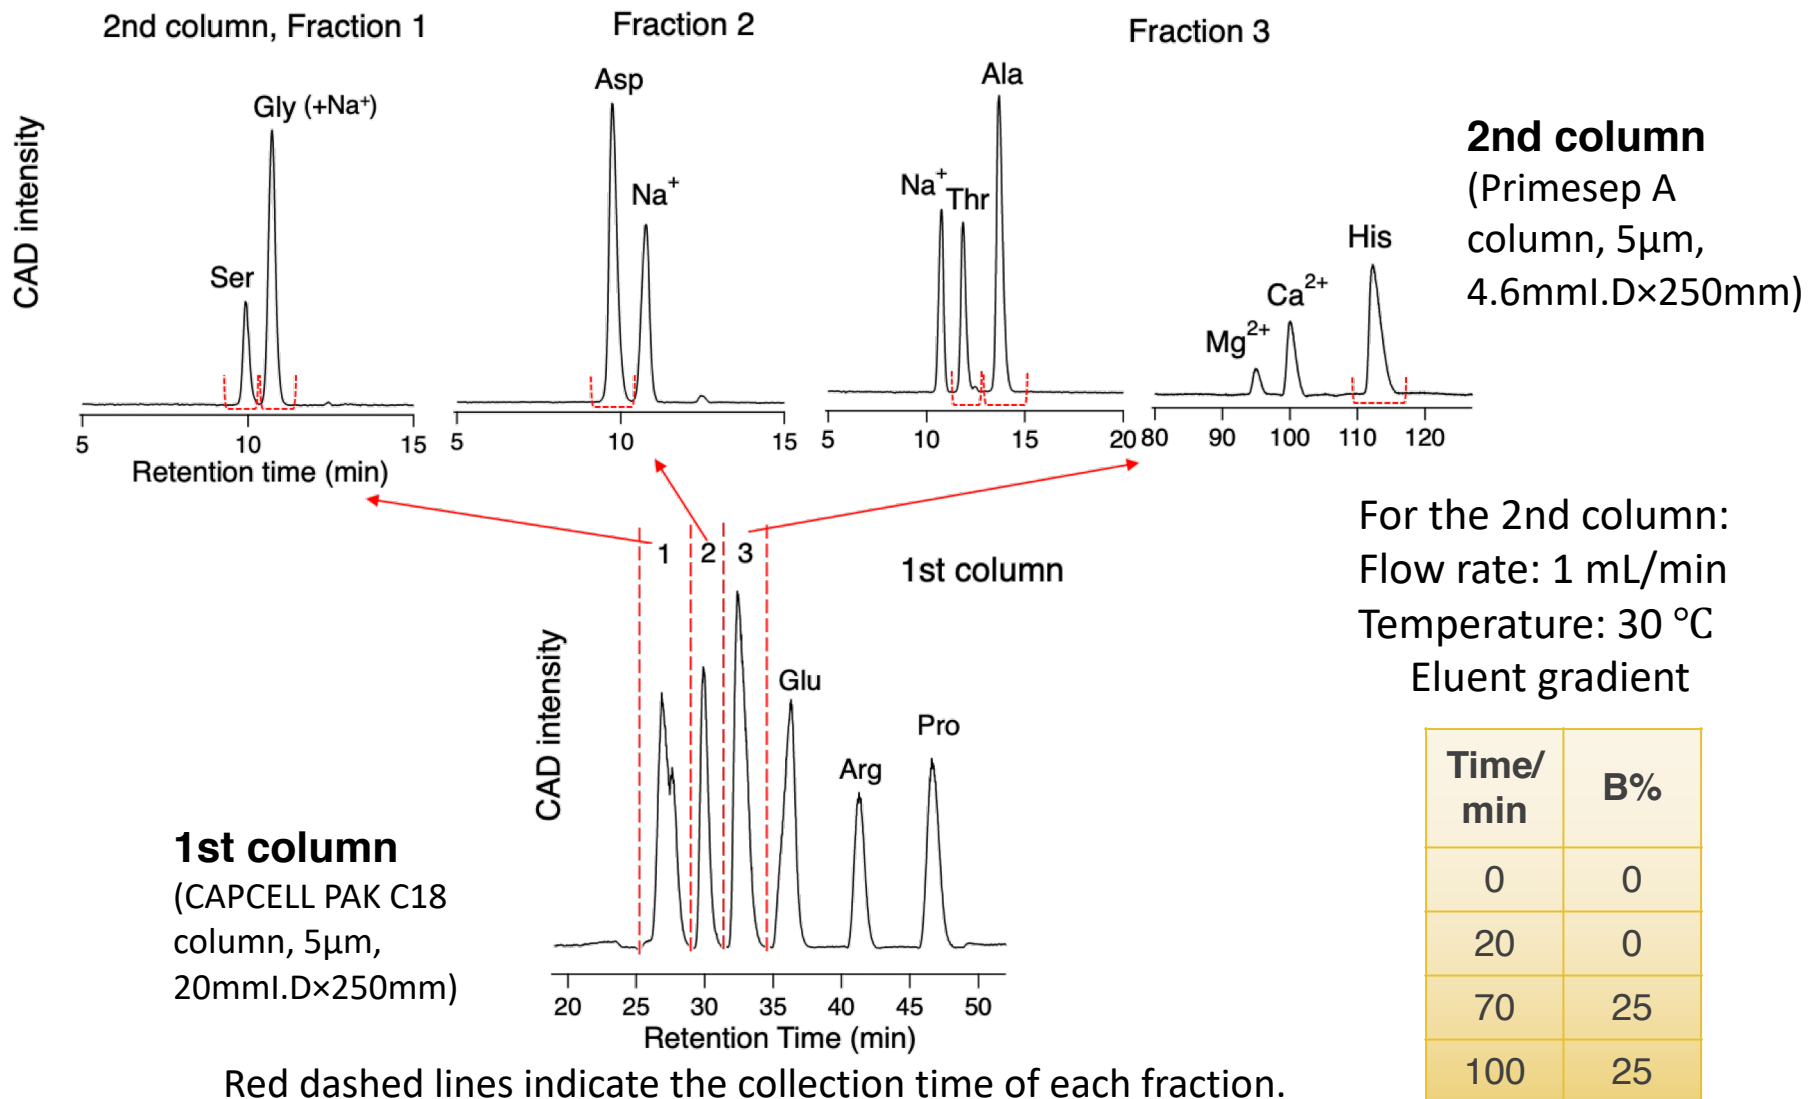 2nd column, Fraction 1
Fraction 2
Fraction 3
CAD intensity
Ser
Gly (+Na⁺)
5 10 15
Retention time (min)
Asp
Na⁺
5 10 15
Na⁺
Thr
Ala
5 10 15 20
Mg²⁺
Ca²⁺
His
80 90 100 110 120
2nd column
(Primesep A
column, 5µm,
4.6mmI.D×250mm)
1 2 3
1st column
CAD intensity
Glu
Arg
Pro
20 25 30 35 40 45 50
Retention Time (min)
1st column
(CAPCELL PAK C18
column, 5µm,
20mmI.D×250mm)
For the 2nd column:
Flow rate: 1 mL/min
Temperature: 30 ℃
Eluent gradient
Time/ B%
min
0 0
20 0
70 25
100 25
Red dashed lines indicate the collection time of each fraction.